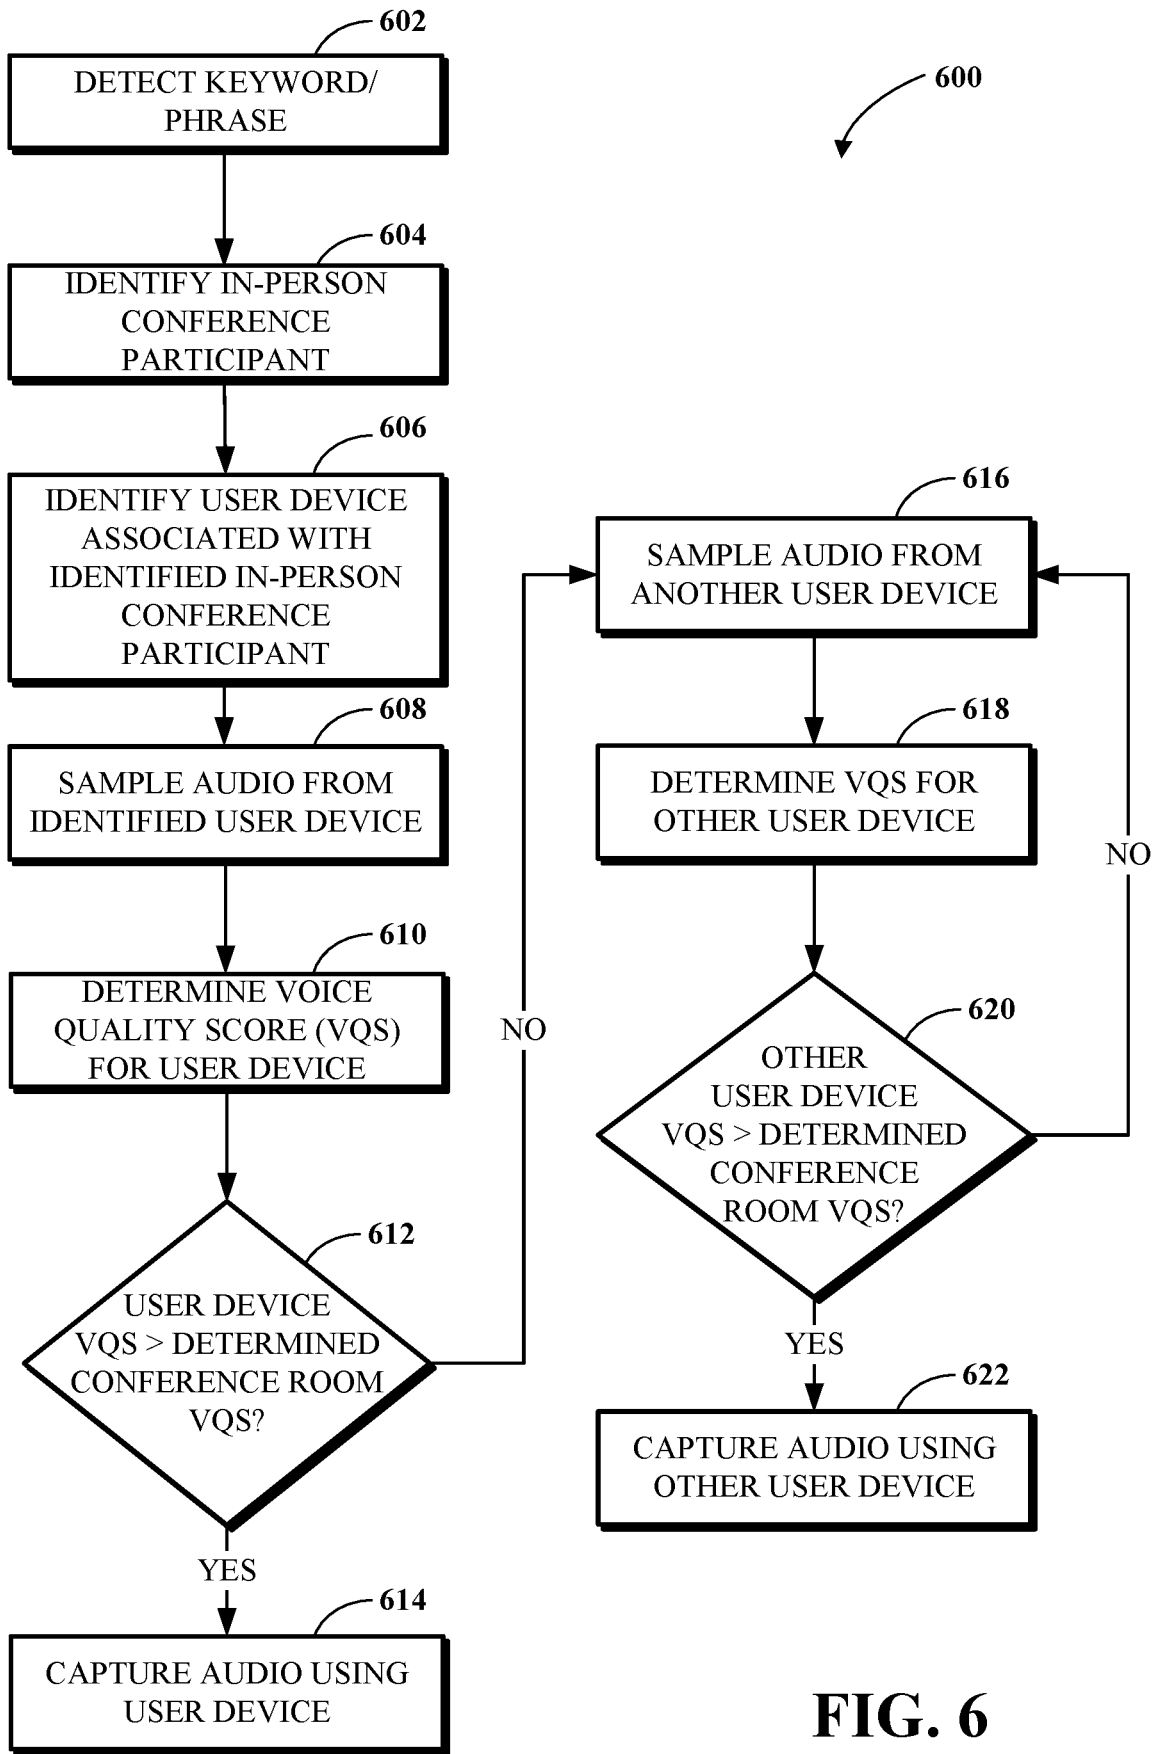 602
DETECT KEYWORD/
PHRASE
600
604
IDENTIFY IN-PERSON
CONFERENCE
PARTICIPANT
606
IDENTIFY USER DEVICE
ASSOCIATED WITH
IDENTIFIED IN-PERSON
CONFERENCE
PARTICIPANT
608
SAMPLE AUDIO FROM
IDENTIFIED USER DEVICE
610
DETERMINE VOICE
QUALITY SCORE (VQS)
FOR USER DEVICE
612
USER DEVICE
VQS > DETERMINED
CONFERENCE ROOM
VQS?
NO
YES
614
CAPTURE AUDIO USING
USER DEVICE
616
SAMPLE AUDIO FROM
ANOTHER USER DEVICE
618
DETERMINE VQS FOR
OTHER USER DEVICE
NO
620
OTHER
USER DEVICE
VQS > DETERMINED
CONFERENCE
ROOM VQS?
YES
622
CAPTURE AUDIO USING
OTHER USER DEVICE
FIG. 6